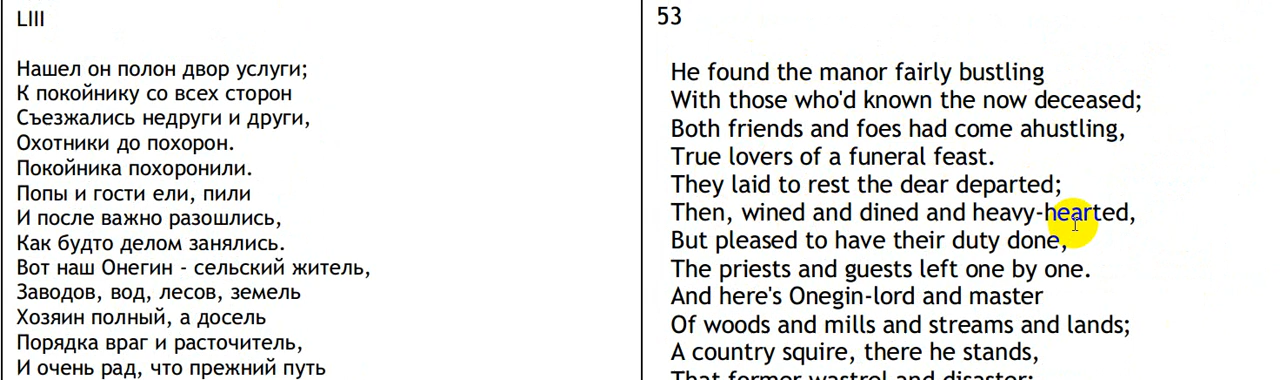 LIII
Нашел он полон двор услуги;
К покойнику со всех сторон
Съезжались недруги и други,
Охотники до похорон.
Покойника похоронили.
Попы и гости ели, пили
И после важно разошлись,
Как будто делом занялись.
Вот наш Онегин - сельский житель,
Заводов, вод, лесов, земель
Хозяин полный, а досель
Порядка враг и расточитель,
И очень рад, что прежний путь
53
He found the manor fairly bustling
With those who'd known the now deceased;
Both friends and foes had come ahustling,
True lovers of a funeral feast.
They laid to rest the dear departed;
Then, wined and dined and heavy-hearted,
But pleased to have their duty done,
The priests and guests left one by one.
And here's Onegin-lord and master
Of woods and mills and streams and lands;
A country squire, there he stands,
That former wastrel and disaster;